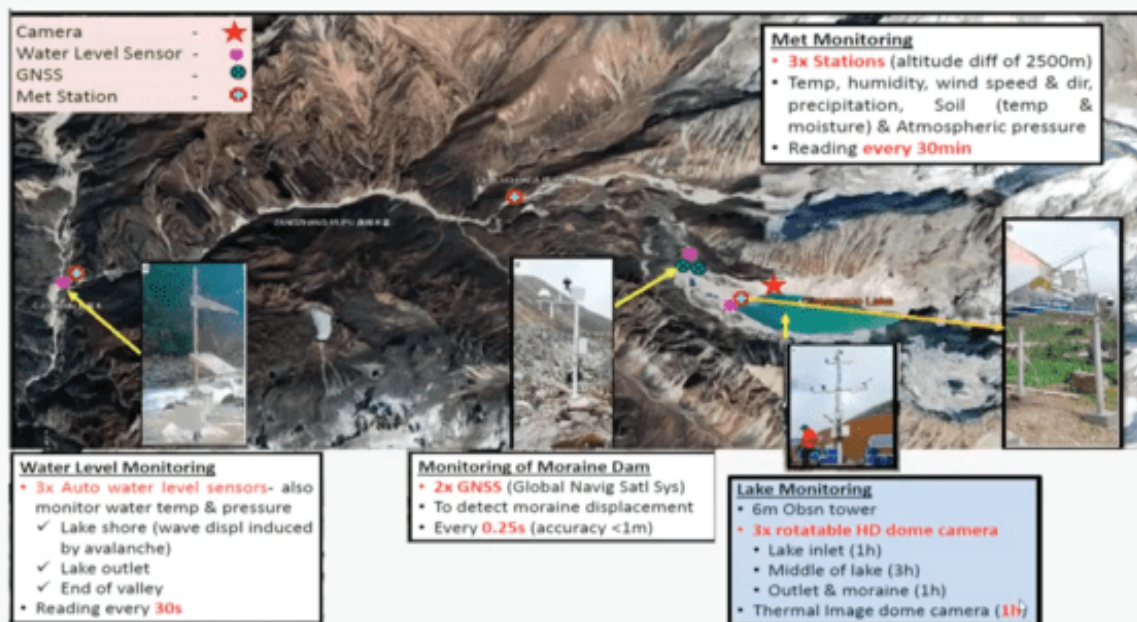 Camera -
Water Level Sensor -
GNSS -
Met Station -
Met Monitoring
• 3x Stations (altitude diff of 2500m)
• Temp, humidity, wind speed & dir,
precipitation, Soil (temp &
moisture) & Atmospheric pressure
• Reading every 30min
Lake
Water Level Monitoring
• 3x Auto water level sensors- also
monitor water temp & pressure
✓ Lake shore (wave displ induced
by avalanche)
✓ Lake outlet
✓ End of valley
• Reading every 30s
Monitoring of Moraine Dam
• 2x GNSS (Global Navig Satl Sys)
• To detect moraine displacement
• Every 0.25s (accuracy <1m)
Lake Monitoring
• 6m Obsn tower
• 3x rotatable HD dome camera
• Lake inlet (1h)
• Middle of lake (3h)
• Outlet & moraine (1h)
• Thermal Image dome camera (1h)